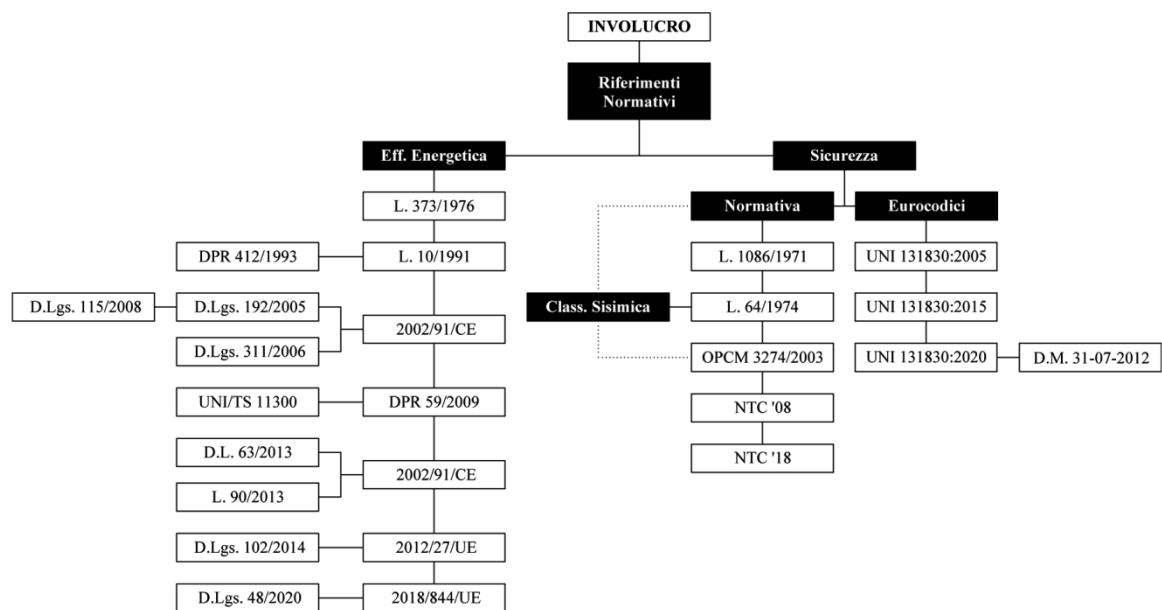 INVOLUCRO
Riferimenti
Normativi
Eff. Energetica
Sicurezza
L. 373/1976
Normativa
Eurocodici
DPR 412/1993
L. 10/1991
L. 1086/1971
UNI 131830:2005
D.Lgs. 115/2008
D.Lgs. 192/2005
2002/91/CE
D.Lgs. 311/2006
Class. Sisimica
L. 64/1974
UNI 131830:2015
OPCM 3274/2003
UNI 131830:2020
D.M. 31-07-2012
UNI/TS 11300
DPR 59/2009
NTC '08
D.L. 63/2013
2002/91/CE
L. 90/2013
NTC '18
D.Lgs. 102/2014
2012/27/UE
D.Lgs. 48/2020
2018/844/UE